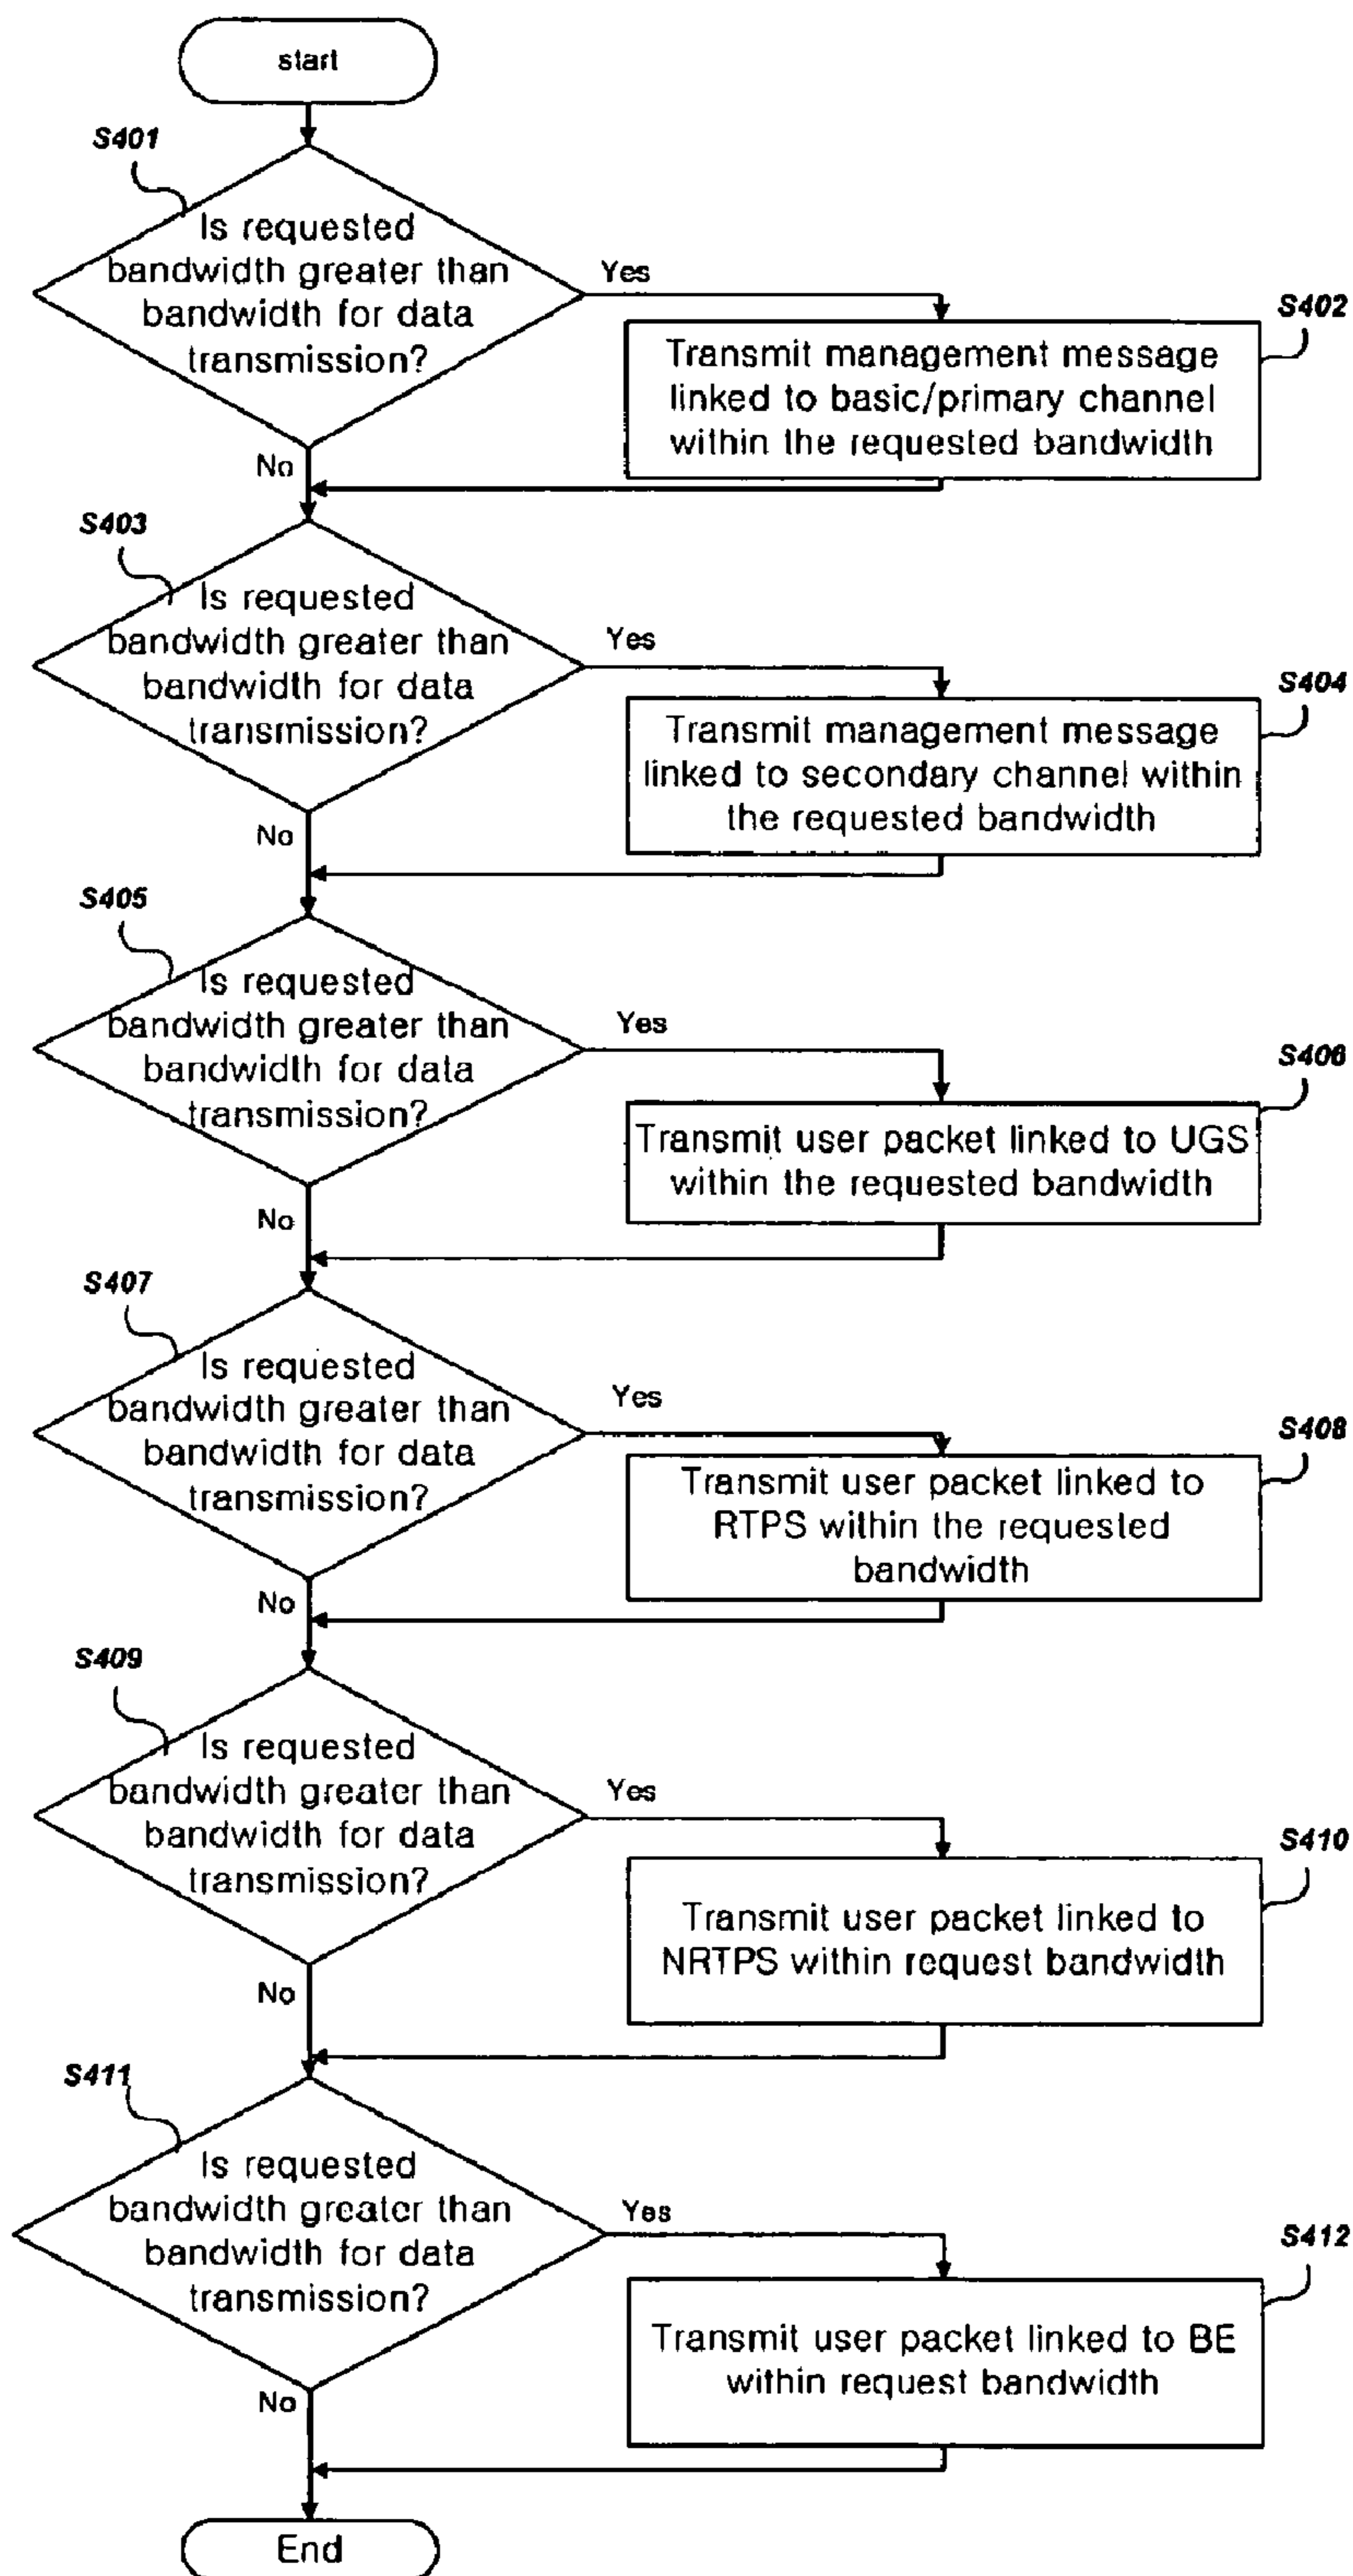 start
S401
Is requested
bandwidth greater than
bandwidth for data
transmission?
Yes
S402
Transmit management message
linked to basic/primary channel
within the requested bandwidth
No
S403
Is requested
bandwidth greater than
bandwidth for data
transmission?
Yes
S404
Transmit management message
linked to secondary channel within
the requested bandwidth
No
S405
Is requested
bandwidth greater than
bandwidth for data
transmission?
Yes
S406
Transmit user packet linked to UGS
within the requested bandwidth
No
S407
Is requested
bandwidth greater than
bandwidth for data
transmission?
Yes
S408
Transmit user packet linked to
RTPS within the requested
bandwidth
No
S409
Is requested
bandwidth greater than
bandwidth for data
transmission?
Yes
S410
Transmit user packet linked to
NRTPS within request bandwidth
No
S411
Is requested
bandwidth greater than
bandwidth for data
transmission?
Yes
S412
Transmit user packet linked to BE
within request bandwidth
No
End